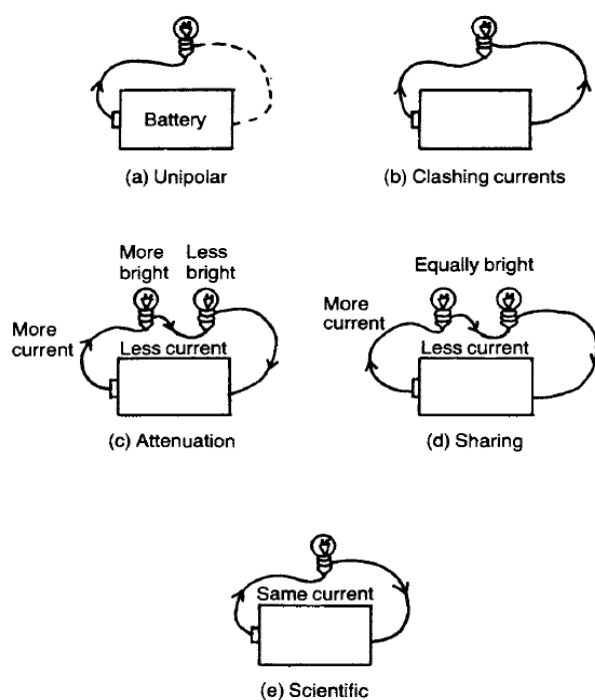 Battery
(a) Unipolar
(b) Clashing currents
More bright
Less bright
More current
Less current
(c) Attenuation
Equally bright
More current
Less current
(d) Sharing
Same current
(e) Scientific